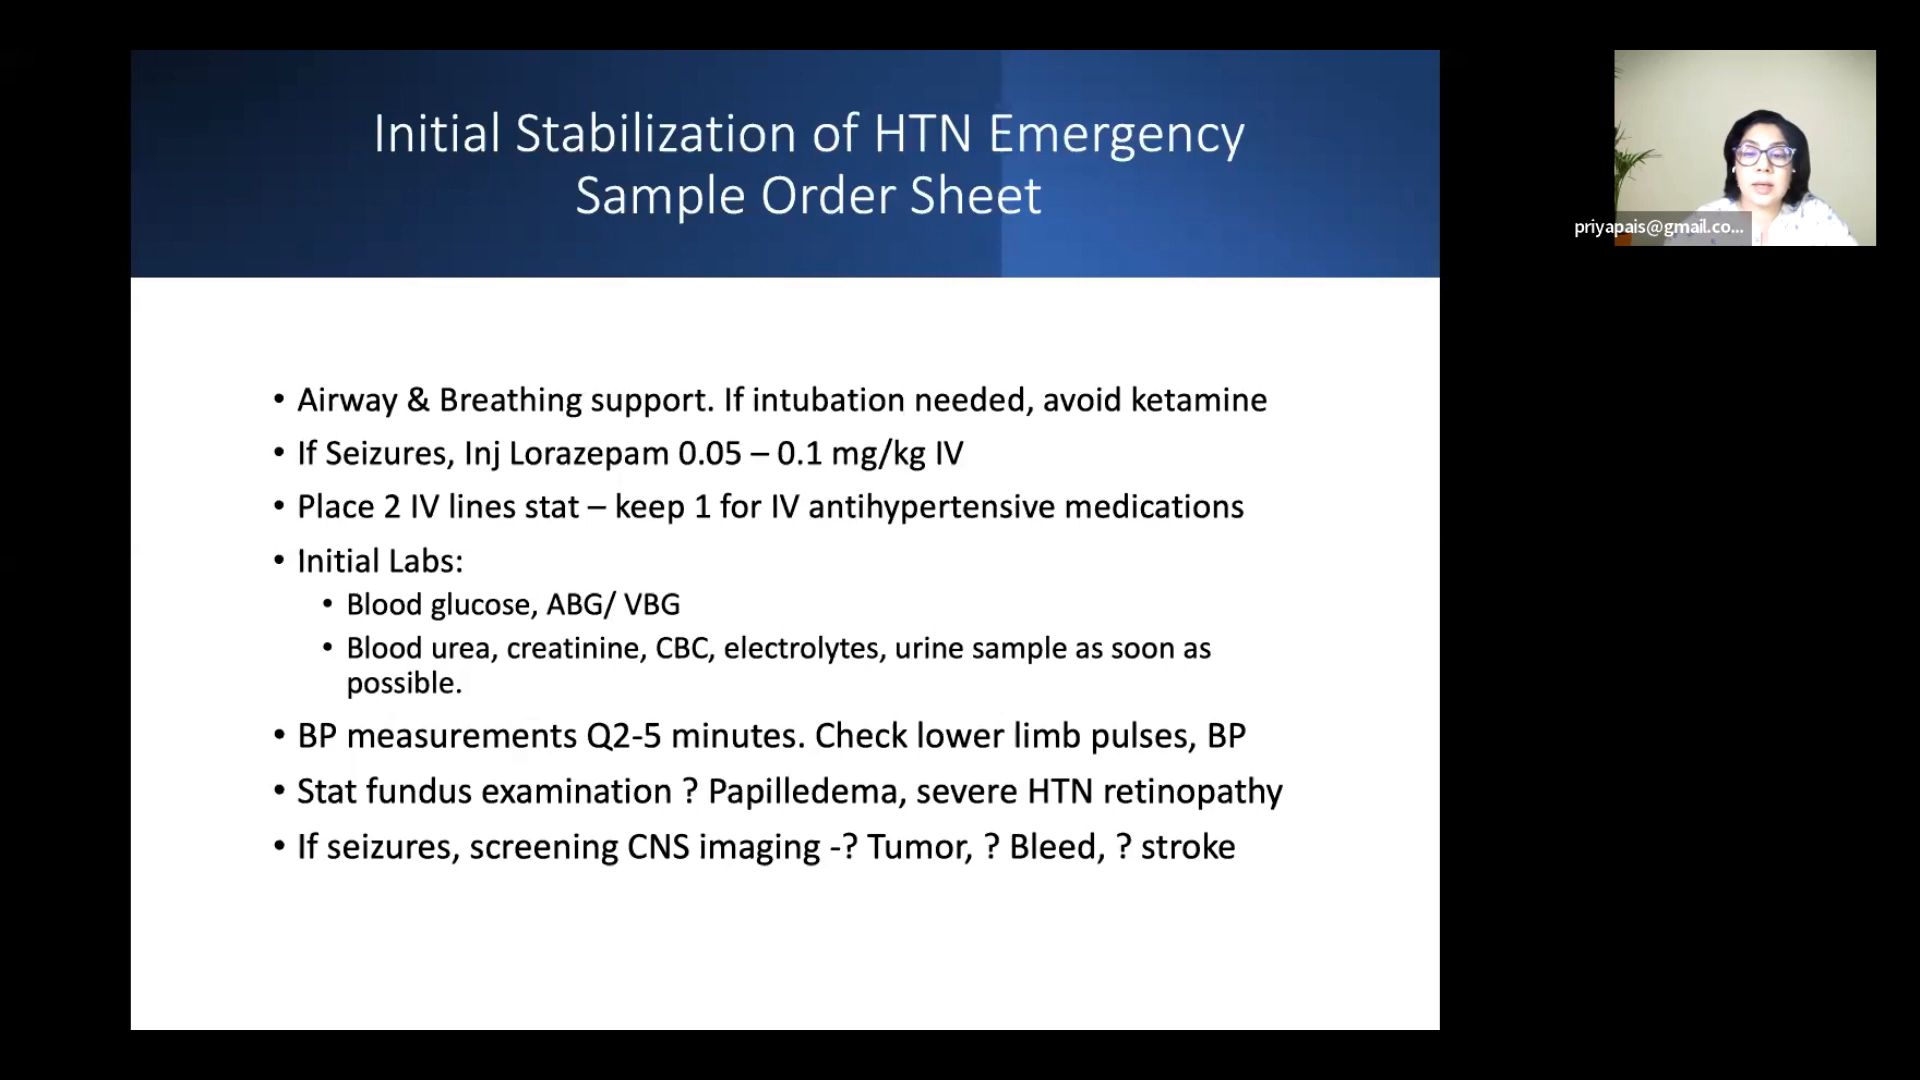 Initial Stabilization of HTN Emergency
Sample Order Sheet
priyapais@gmail.co...
• Airway & Breathing support. If intubation needed, avoid ketamine
• If Seizures, Inj Lorazepam 0.05 – 0.1 mg/kg IV
• Place 2 IV lines stat – keep 1 for IV antihypertensive medications
• Initial Labs:
• Blood glucose, ABG/ VBG
• Blood urea, creatinine, CBC, electrolytes, urine sample as soon as
possible.
• BP measurements Q2-5 minutes. Check lower limb pulses, BP
• Stat fundus examination ? Papilledema, severe HTN retinopathy
• If seizures, screening CNS imaging -? Tumor, ? Bleed, ? stroke